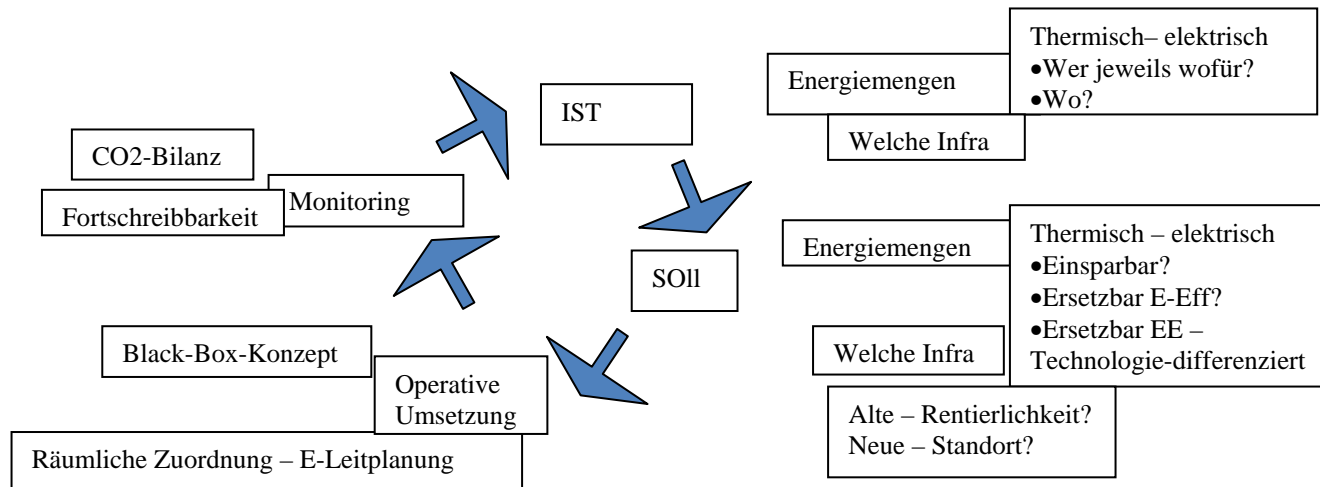 IST
Energiemengen
Thermisch– elektrisch
•Wer jeweils wofür?
•Wo?
Welche Infra
CO2-Bilanz
Monitoring
Fortschreibbarkeit
SOll
Energiemengen
Thermisch – elektrisch
•Einsparbar?
•Ersetzbar E-Eff?
•Ersetzbar EE –
Technologie-differenziert
Welche Infra
Alte – Rentierlichkeit?
Neue – Standort?
Black-Box-Konzept
Operative
Umsetzung
Räumliche Zuordnung – E-Leitplanung